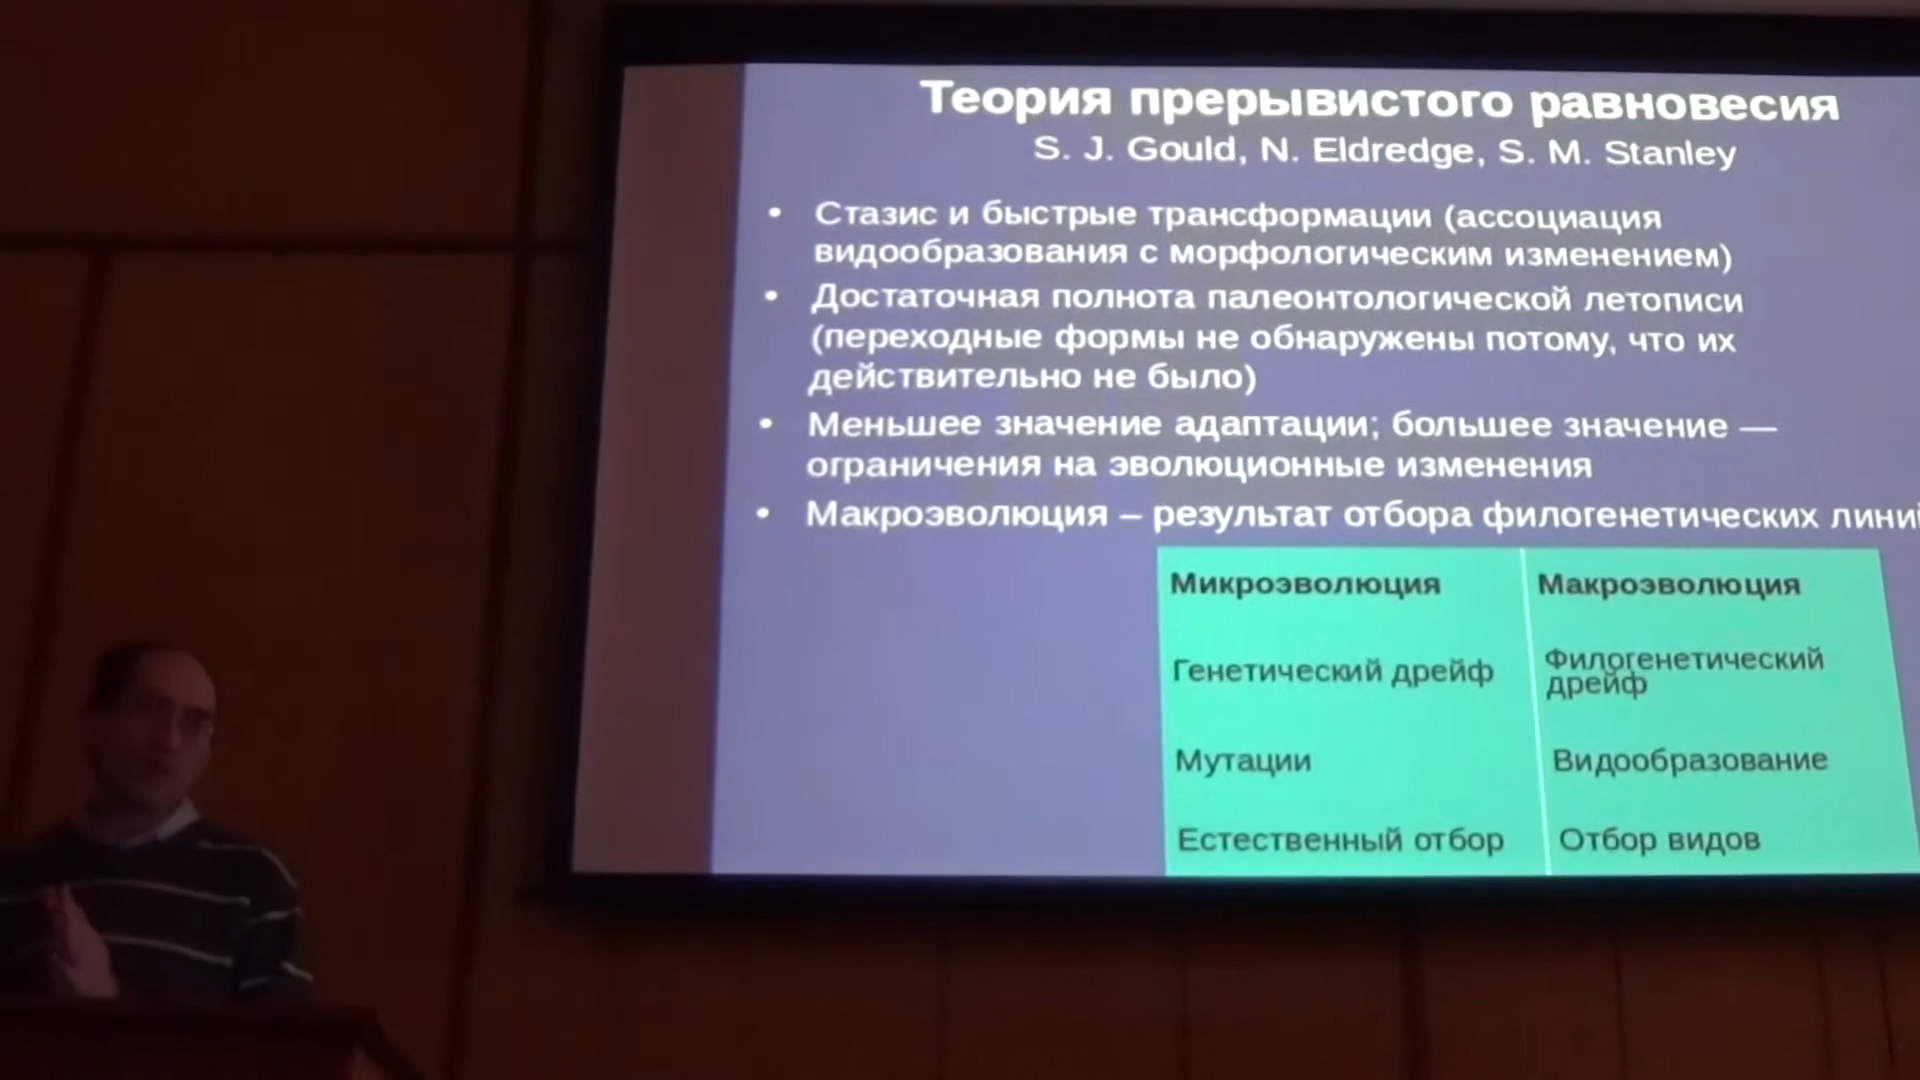 Теория прерывистого равновесия
S. J. Gould, N. Eldredge, S. M. Stanley
• Стазис и быстрые трансформации (ассоциация
видообразования с морфологическим изменением)
• Достаточная полнота палеонтологической летописи
(переходные формы не обнаружены потому, что их
действительно не было)
• Меньшее значение адаптации; большее значение —
ограничения на эволюционные изменения
• Макроэволюция – результат отбора филогенетических
Микроэволюция Макроэволюция
Генетический дрейф Филогенетический
дрейф
Мутации Видообразование
Естественный отбор Отбор видов